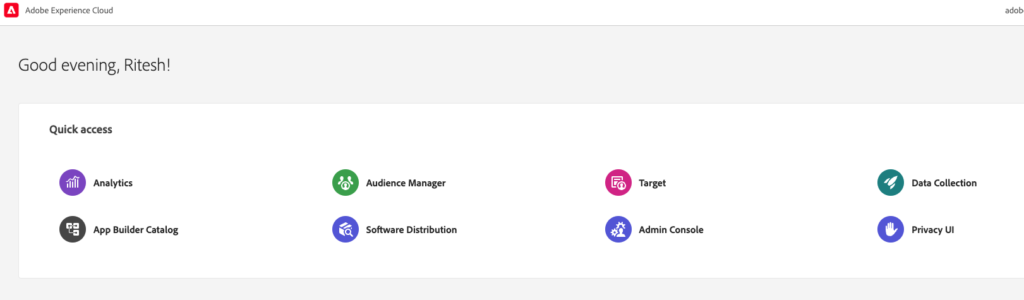 Adobe Experience Cloud
adob
Good evening, Ritesh!
Quick access
Analytics
Audience Manager
Target
Data Collection
App Builder Catalog
Software Distribution
Admin Console
Privacy UI